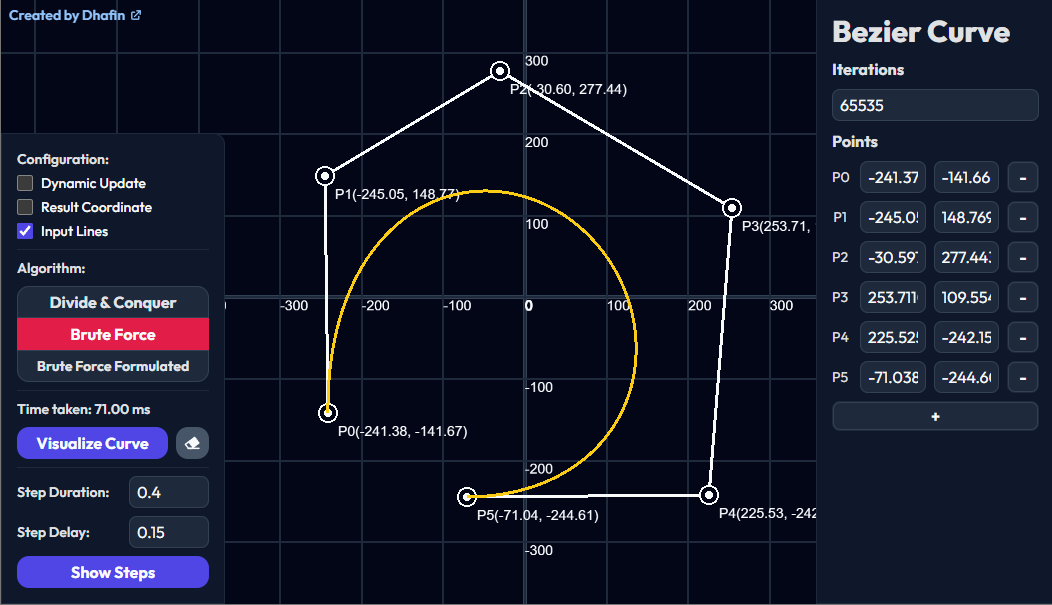 Created by Dhafin
Configuration:
Dynamic Update
Result Coordinate
Input Lines
Algorithm:
Divide & Conquer
Brute Force
Brute Force Formulated
Time taken: 71.00 ms
Visualize Curve
Step Duration: 0.4
Step Delay: 0.15
Show Steps
300
200
100
-300 -200 -100 0 100 200 300
-100
-200
-300
P2(-30.60, 277.44)
P1(-245.05, 148.77)
P3(253.71,
P0(-241.38, -141.67)
P5(-71.04, -244.61)
P4(225.53, -242
Bezier Curve
Iterations
65535
Points
P0 -241.37 -141.66 -
P1 -245.05 148.769 -
P2 -30.597 277.443 -
P3 253.711 109.554 -
P4 225.525 -242.15 -
P5 -71.038 -244.60 -
+